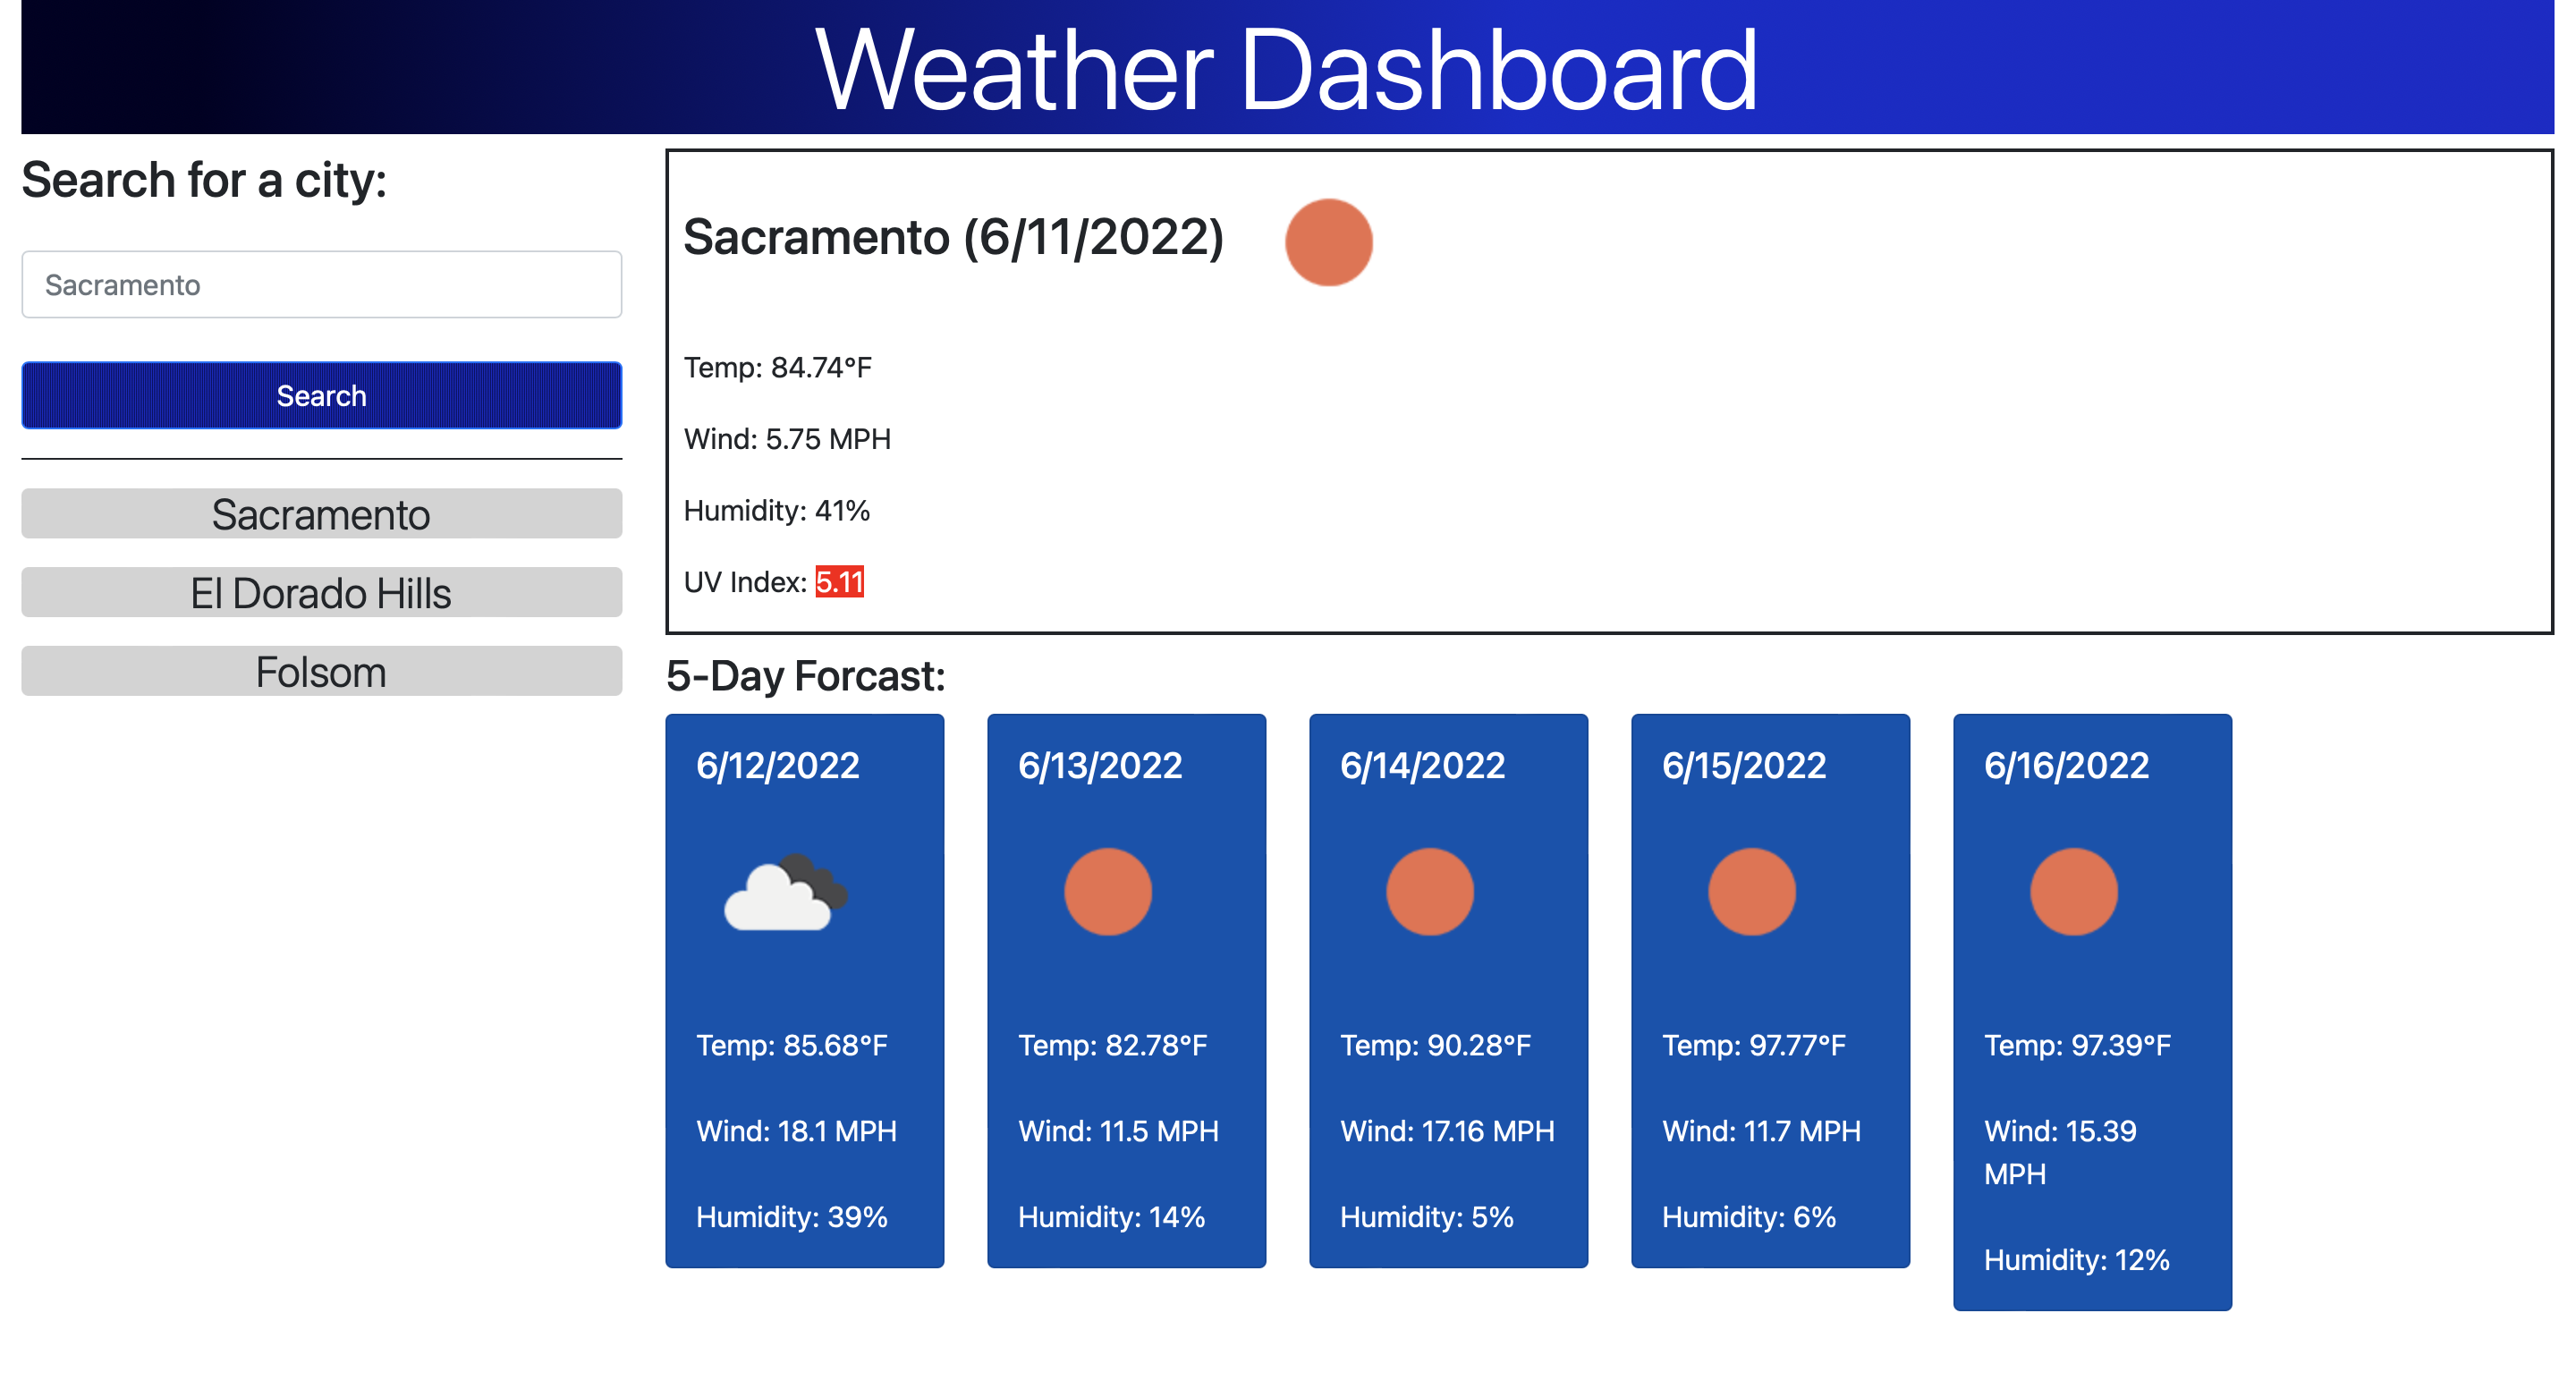 Weather Dashboard
Search for a city:
Sacramento
Search
Sacramento
El Dorado Hills
Folsom
Sacramento (6/11/2022)
Temp: 84.74°F
Wind: 5.75 MPH
Humidity: 41%
UV Index: 5.11
5-Day Forcast:
6/12/2022
Temp: 85.68°F
Wind: 18.1 MPH
Humidity: 39%
6/13/2022
Temp: 82.78°F
Wind: 11.5 MPH
Humidity: 14%
6/14/2022
Temp: 90.28°F
Wind: 17.16 MPH
Humidity: 5%
6/15/2022
Temp: 97.77°F
Wind: 11.7 MPH
Humidity: 6%
6/16/2022
Temp: 97.39°F
Wind: 15.39
MPH
Humidity: 12%